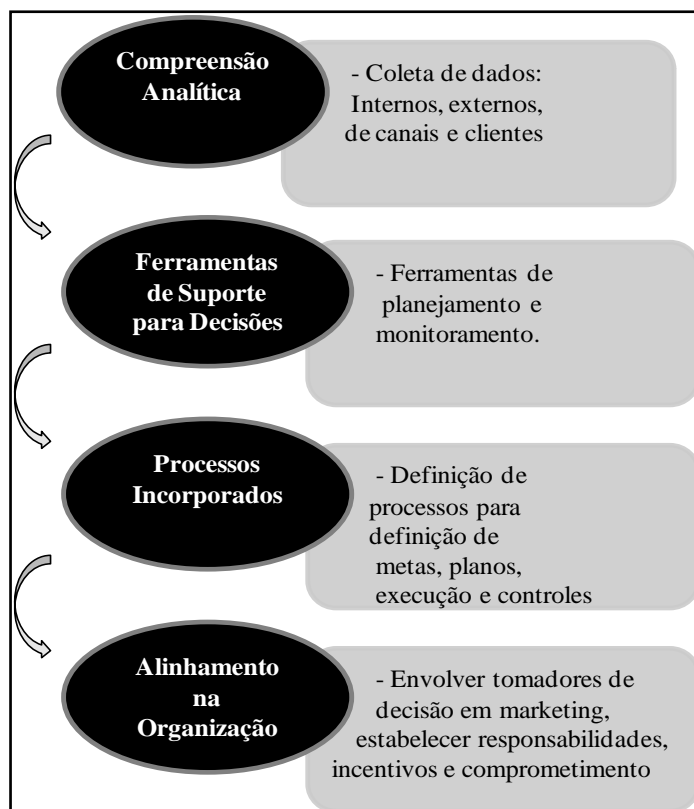 Compreensão
Analítica
- Coleta de dados:
Internos, externos,
de canais e clientes
Ferramentas
de Suporte
para Decisões
- Ferramentas de
planejamento e
monitoramento.
Processos
Incorporados
- Definição de
processos para
definição de
metas, planos,
execução e controles
Alinhamento
na
Organização
- Envolver tomadores de
decisão em marketing,
estabelecer responsabilidades,
incentivos e comprometimento